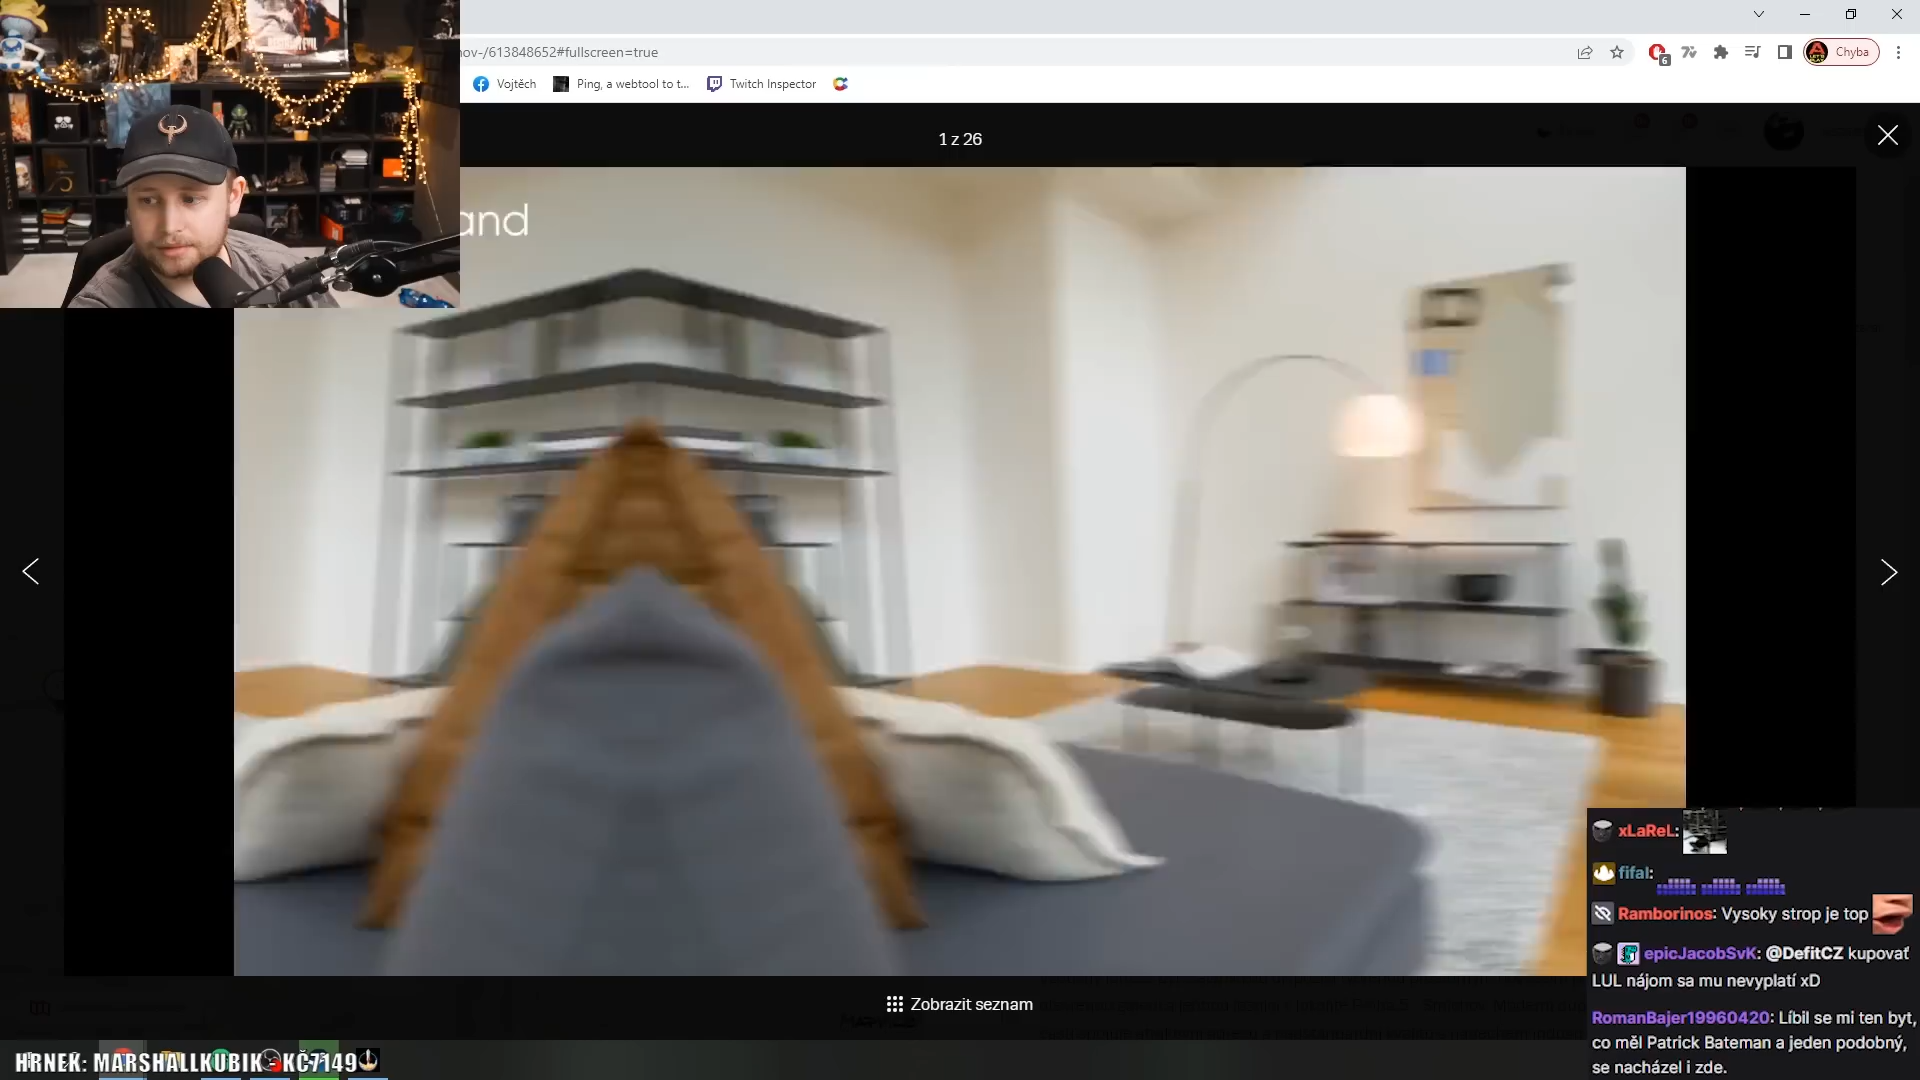 nov-/613848652#fullscreen=true
6
Chyba
Vojtěch
Ping, a webtool to t...
Twitch Inspector
1 z 26
and
xLaReL:
fifal:
Ramborinos: Vysoky strop je top
epicJacobSvK: @DefitCZ kupovať
LUL nájom sa mu nevyplatí xD
RomanBajer19960420: Líbil se mi ten byt,
co měl Patrick Bateman a jeden podobný,
se nacházel i zde.
Zobrazit seznam
HRNEK: MARSHALLKUBIK - KČ7149